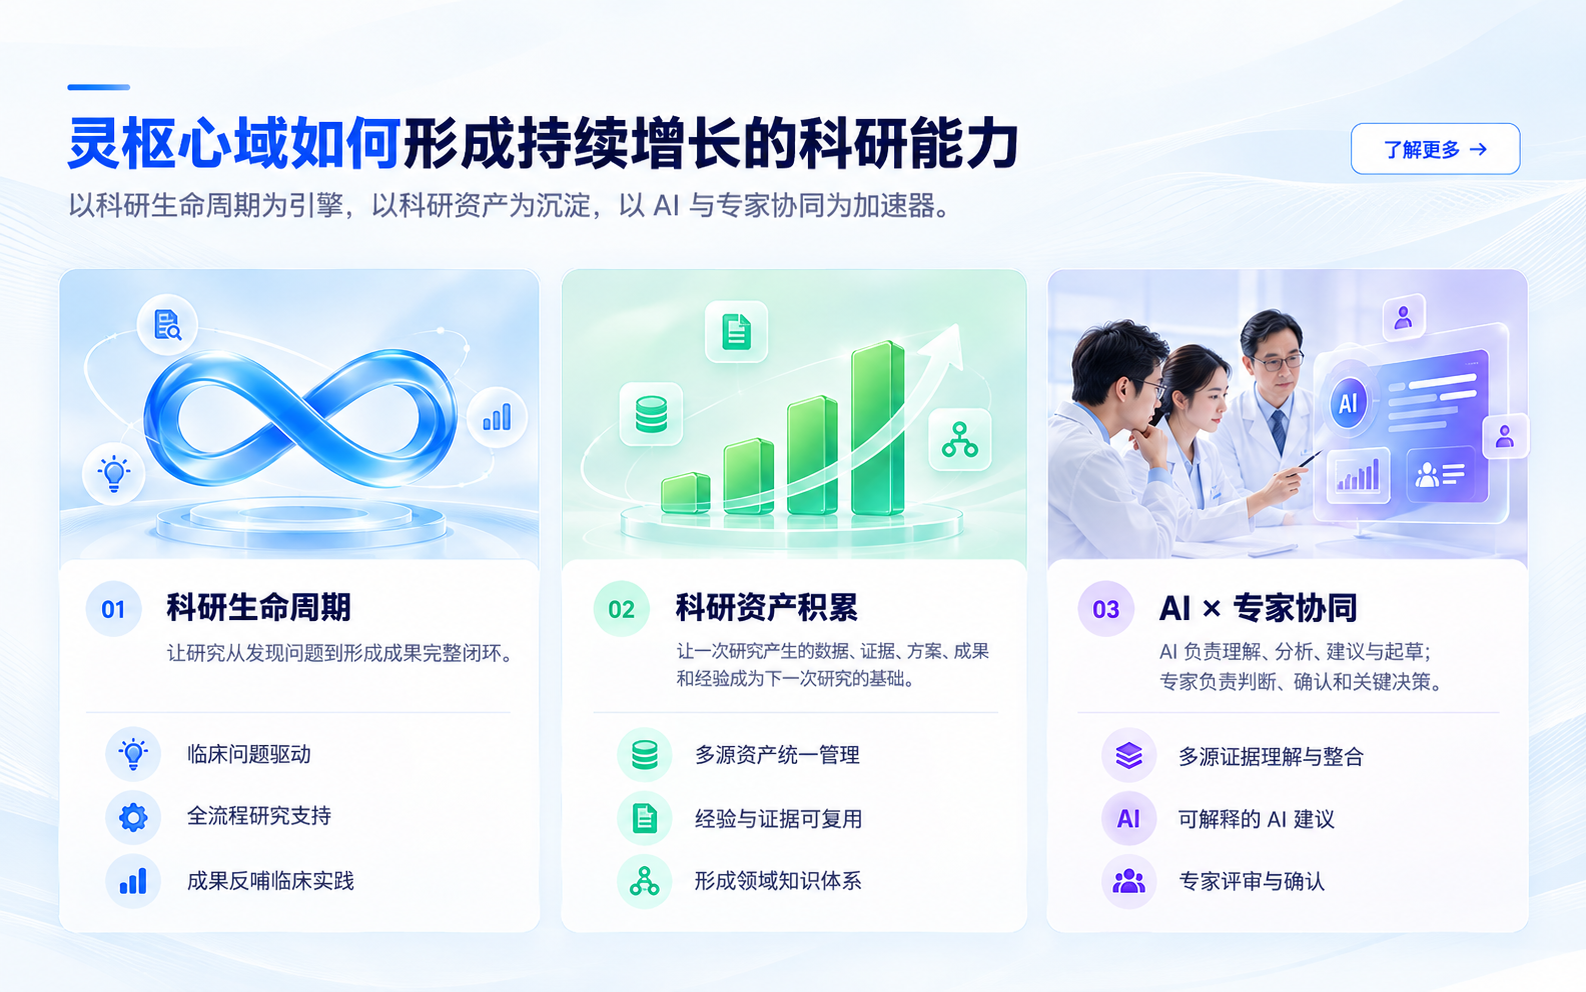 灵枢心域如何形成持续增长的科研能力
以科研生命周期为引擎，以科研资产为沉淀，以 AI 与专家协同为加速器。
了解更多 →
AI
01
科研生命周期
让研究从发现问题到形成成果完整闭环。
临床问题驱动
全流程研究支持
成果反哺临床实践
02
科研资产积累
让一次研究产生的数据、证据、方案、成果
和经验成为下一次研究的基础。
多源资产统一管理
经验与证据可复用
形成领域知识体系
03
AI × 专家协同
AI 负责理解、分析、建议与起草；
专家负责判断、确认和关键决策。
多源证据理解与整合
AI
可解释的 AI 建议
专家评审与确认